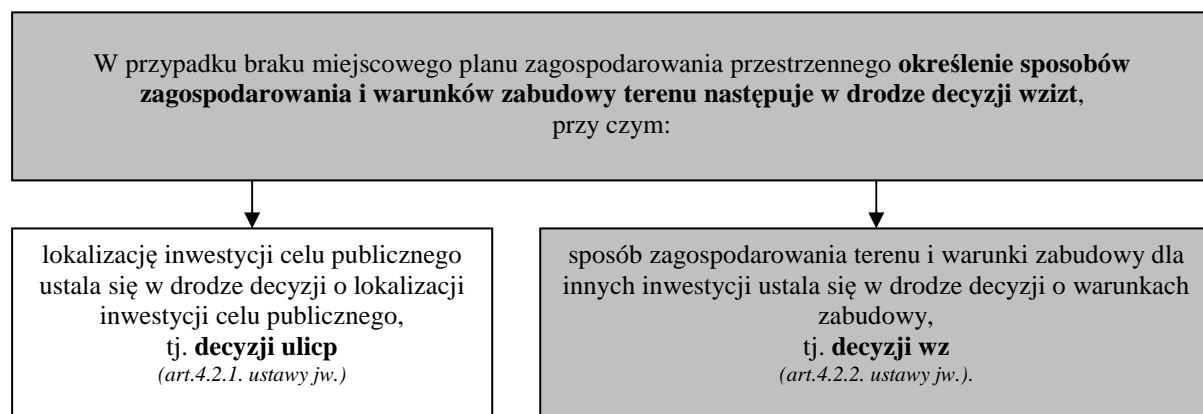 W przypadku braku miejscowego planu zagospodarowania przestrzennego określenie sposobów
zagospodarowania i warunków zabudowy terenu następuje w drodze decyzji wzizt,
przy czym:
lokalizację inwestycji celu publicznego
ustala się w drodze decyzji o lokalizacji
inwestycji celu publicznego,
tj. decyzji ulicp
(art.4.2.1. ustawy jw.)
sposób zagospodarowania terenu i warunki zabudowy dla
innych inwestycji ustala się w drodze decyzji o warunkach
zabudowy,
tj. decyzji wz
(art.4.2.2. ustawy jw.).